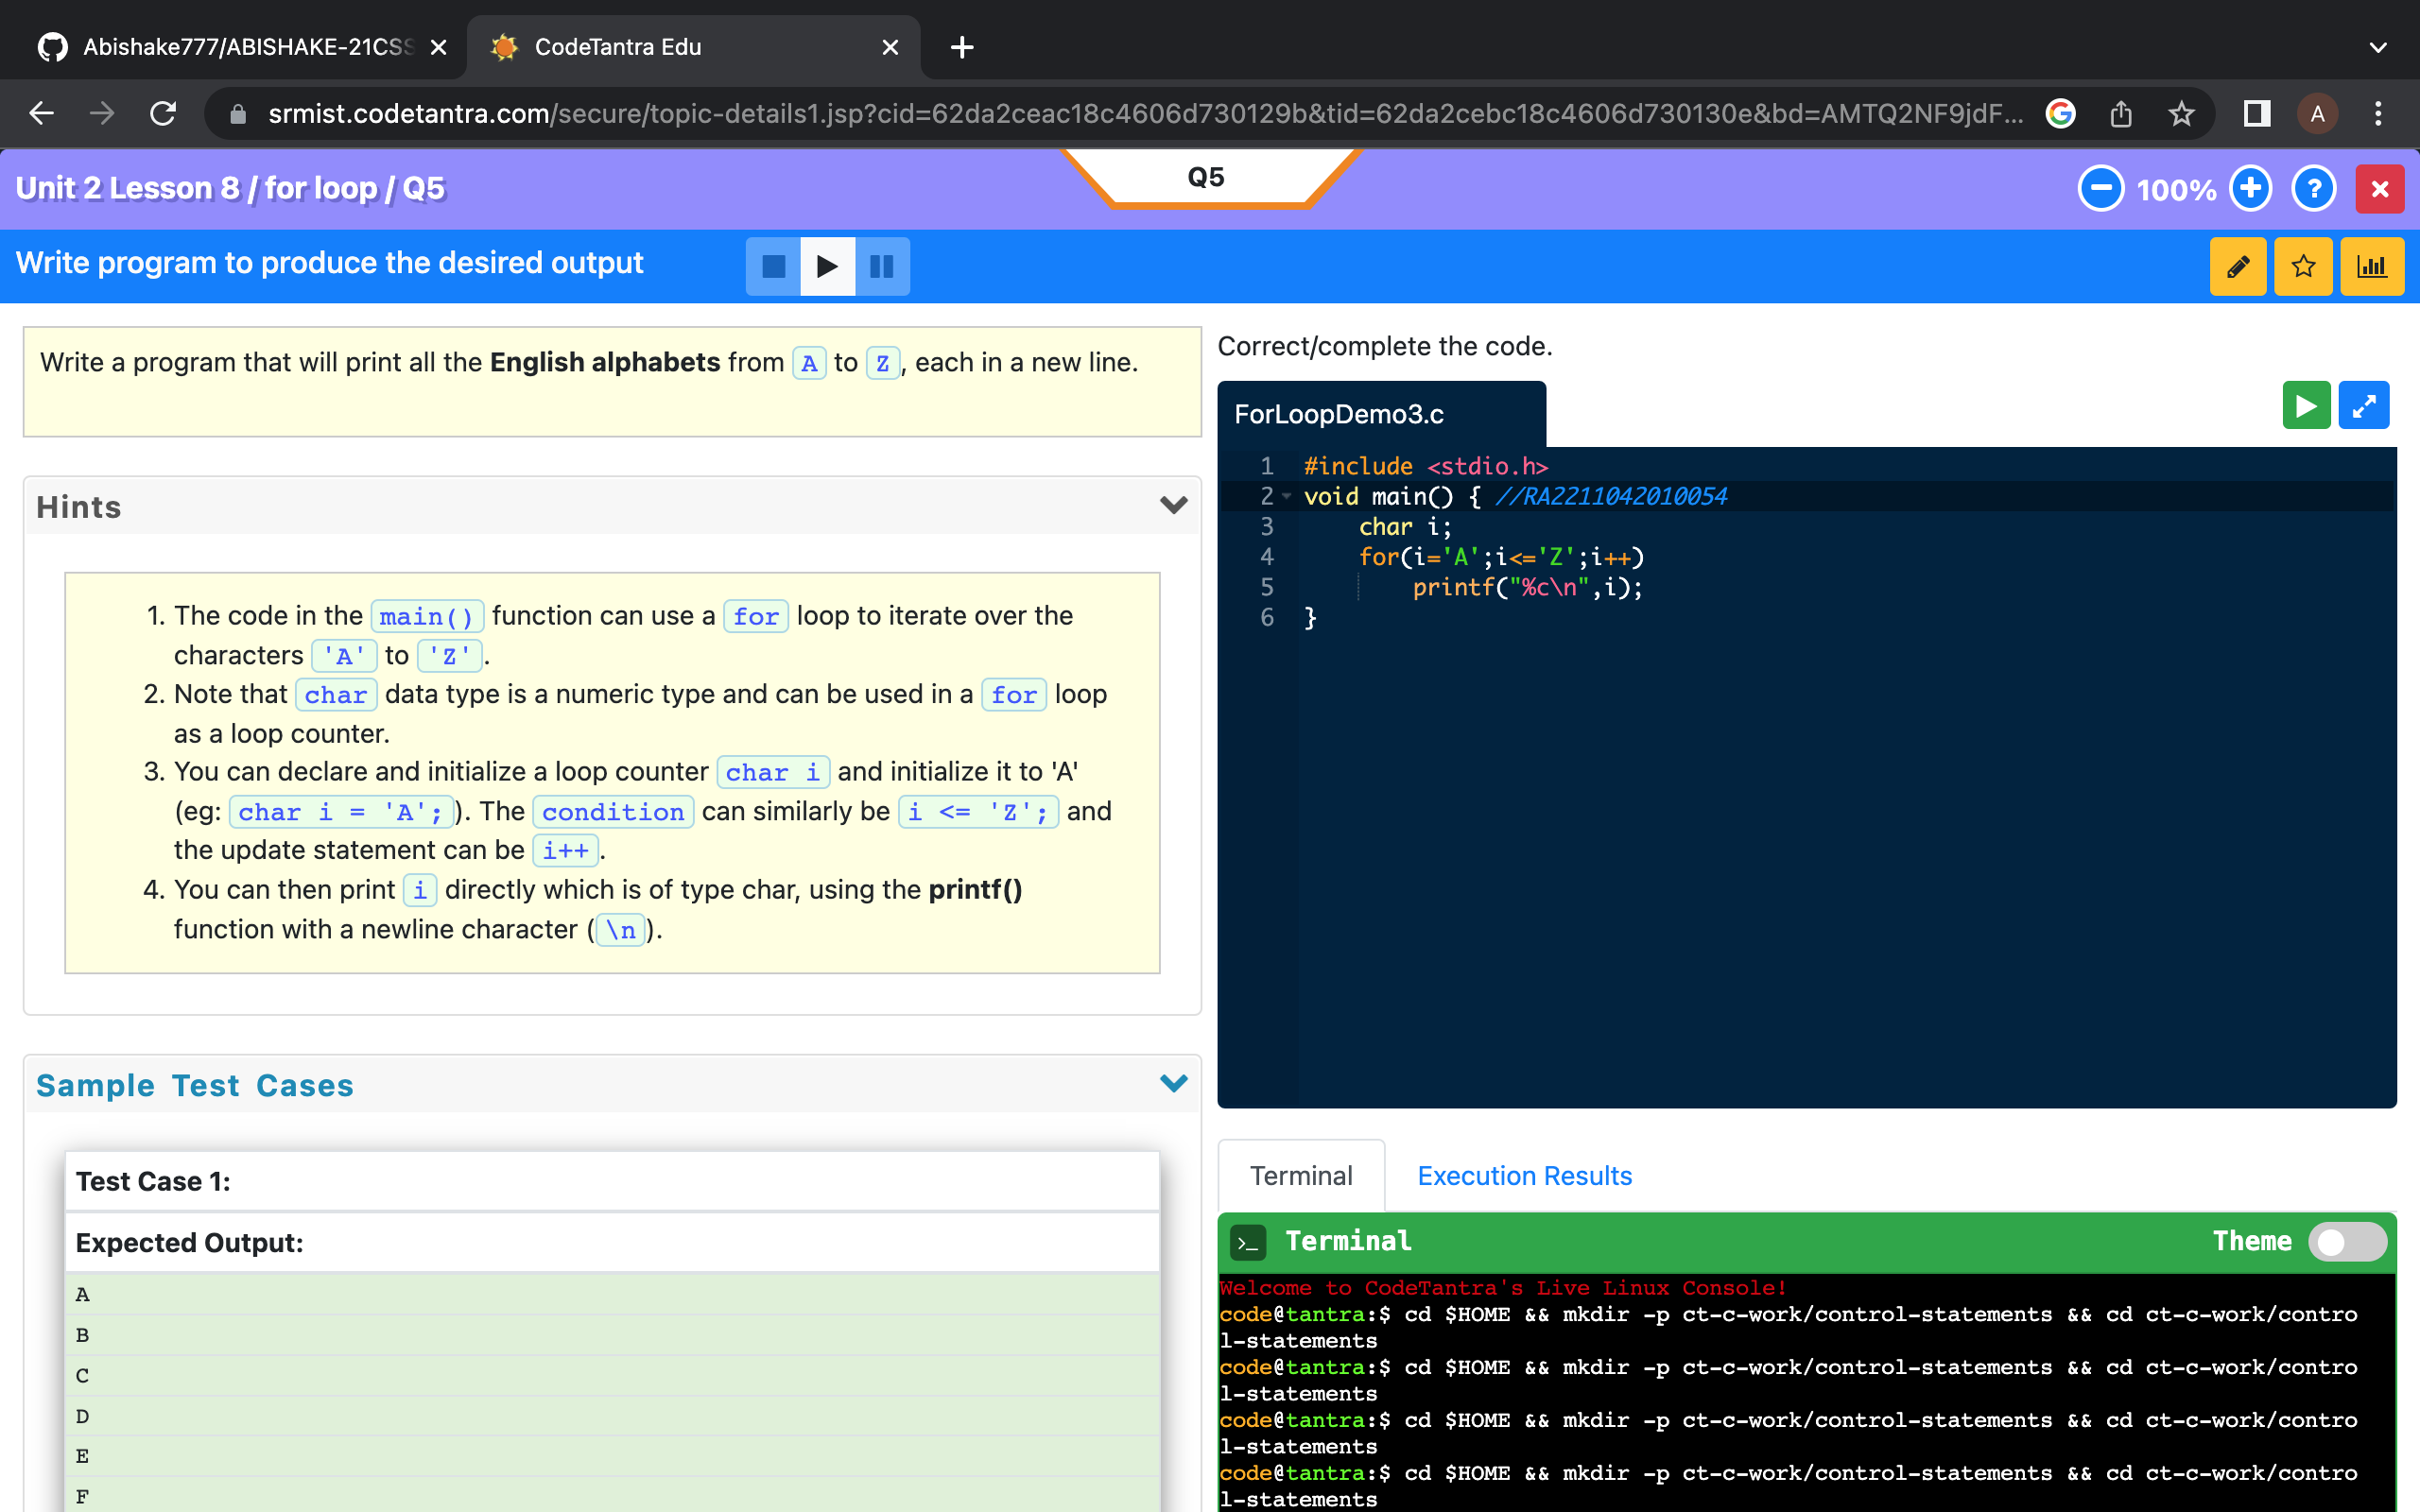 Abishake777/ABISHAKE-21CSS
CodeTantra Edu
srmist.codetantra.com/secure/topic-details1.jsp?cid=62da2ceac18c4606d730129b&tid=62da2cebc18c4606d730130e&bd=AMTQ2NF9jdF...
A
Unit 2 Lesson 8 / for loop / Q5
Q5
100%
?
Write program to produce the desired output
Write a program that will print all the English alphabets from A to Z, each in a new line.
Hints
1. The code in the main() function can use a for loop to iterate over the
characters 'A' to 'Z'.
2. Note that char data type is a numeric type and can be used in a for loop
as a loop counter.
3. You can declare and initialize a loop counter char i and initialize it to 'A'
(eg: char i = 'A';). The condition can similarly be i <= 'Z'; and
the update statement can be i++.
4. You can then print i directly which is of type char, using the printf()
function with a newline character (\n).
Sample Test Cases
Test Case 1:
Expected Output:
A
B
C
D
E
F
Correct/complete the code.
ForLoopDemo3.c
1 #include <stdio.h>
2 void main() { //RA2211042010054
3 char i;
4 for(i='A';i<='Z';i++)
5 printf("%c\n",i);
6 }
Terminal
Execution Results
>_ Terminal
Theme
Welcome to CodeTantra's Live Linux Console!
code@tantra:$ cd $HOME && mkdir -p ct-c-work/control-statements && cd ct-c-work/contro
l-statements
code@tantra:$ cd $HOME && mkdir -p ct-c-work/control-statements && cd ct-c-work/contro
l-statements
code@tantra:$ cd $HOME && mkdir -p ct-c-work/control-statements && cd ct-c-work/contro
l-statements
code@tantra:$ cd $HOME && mkdir -p ct-c-work/control-statements && cd ct-c-work/contro
l-statements